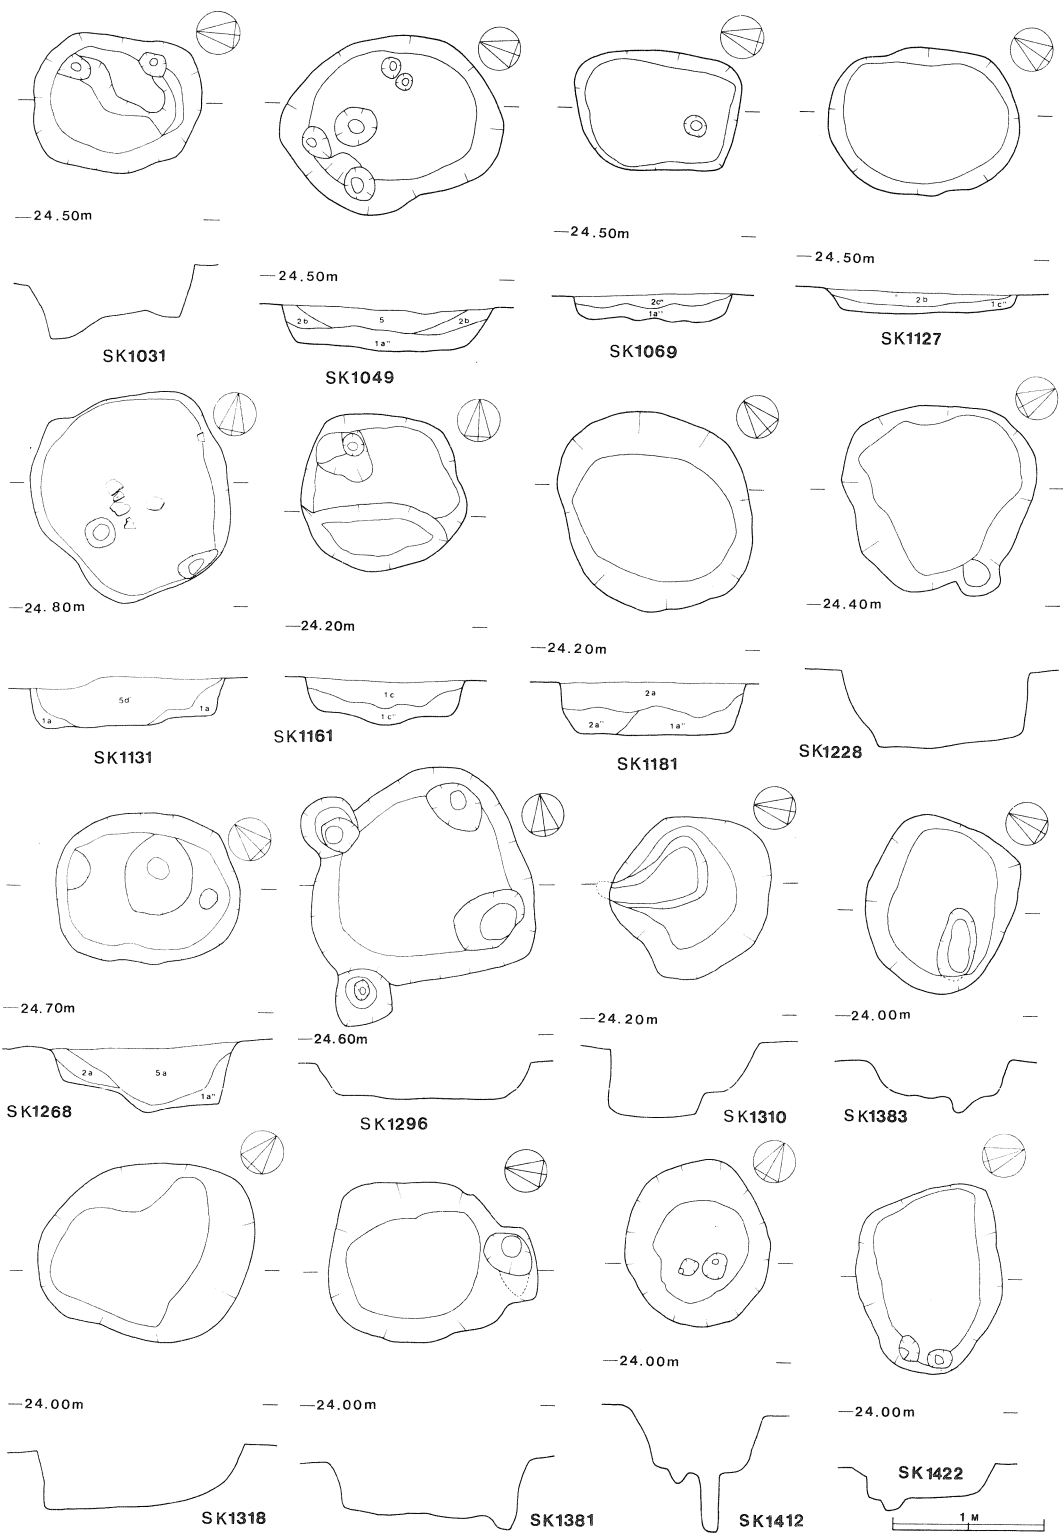 24.50m
SK1031
24.50m
2b 5 2b
1a"
SK1049
24.50m
2c"
1a"
SK1069
24.50m
2b 1c"
SK1127
24.80m
5d
1a 1a
SK1131
24.20m
1c
1c"
SK1161
24.20m
2a
2a" 1a"
SK1181
24.40m
SK1228
24.70m
2a 5a
1a"
SK1268
24.60m
SK1296
24.20m
SK1310
24.00m
SK1383
24.00m
SK1318
24.00m
SK1381
24.00m
SK1412
24.00m
SK1422
1 M